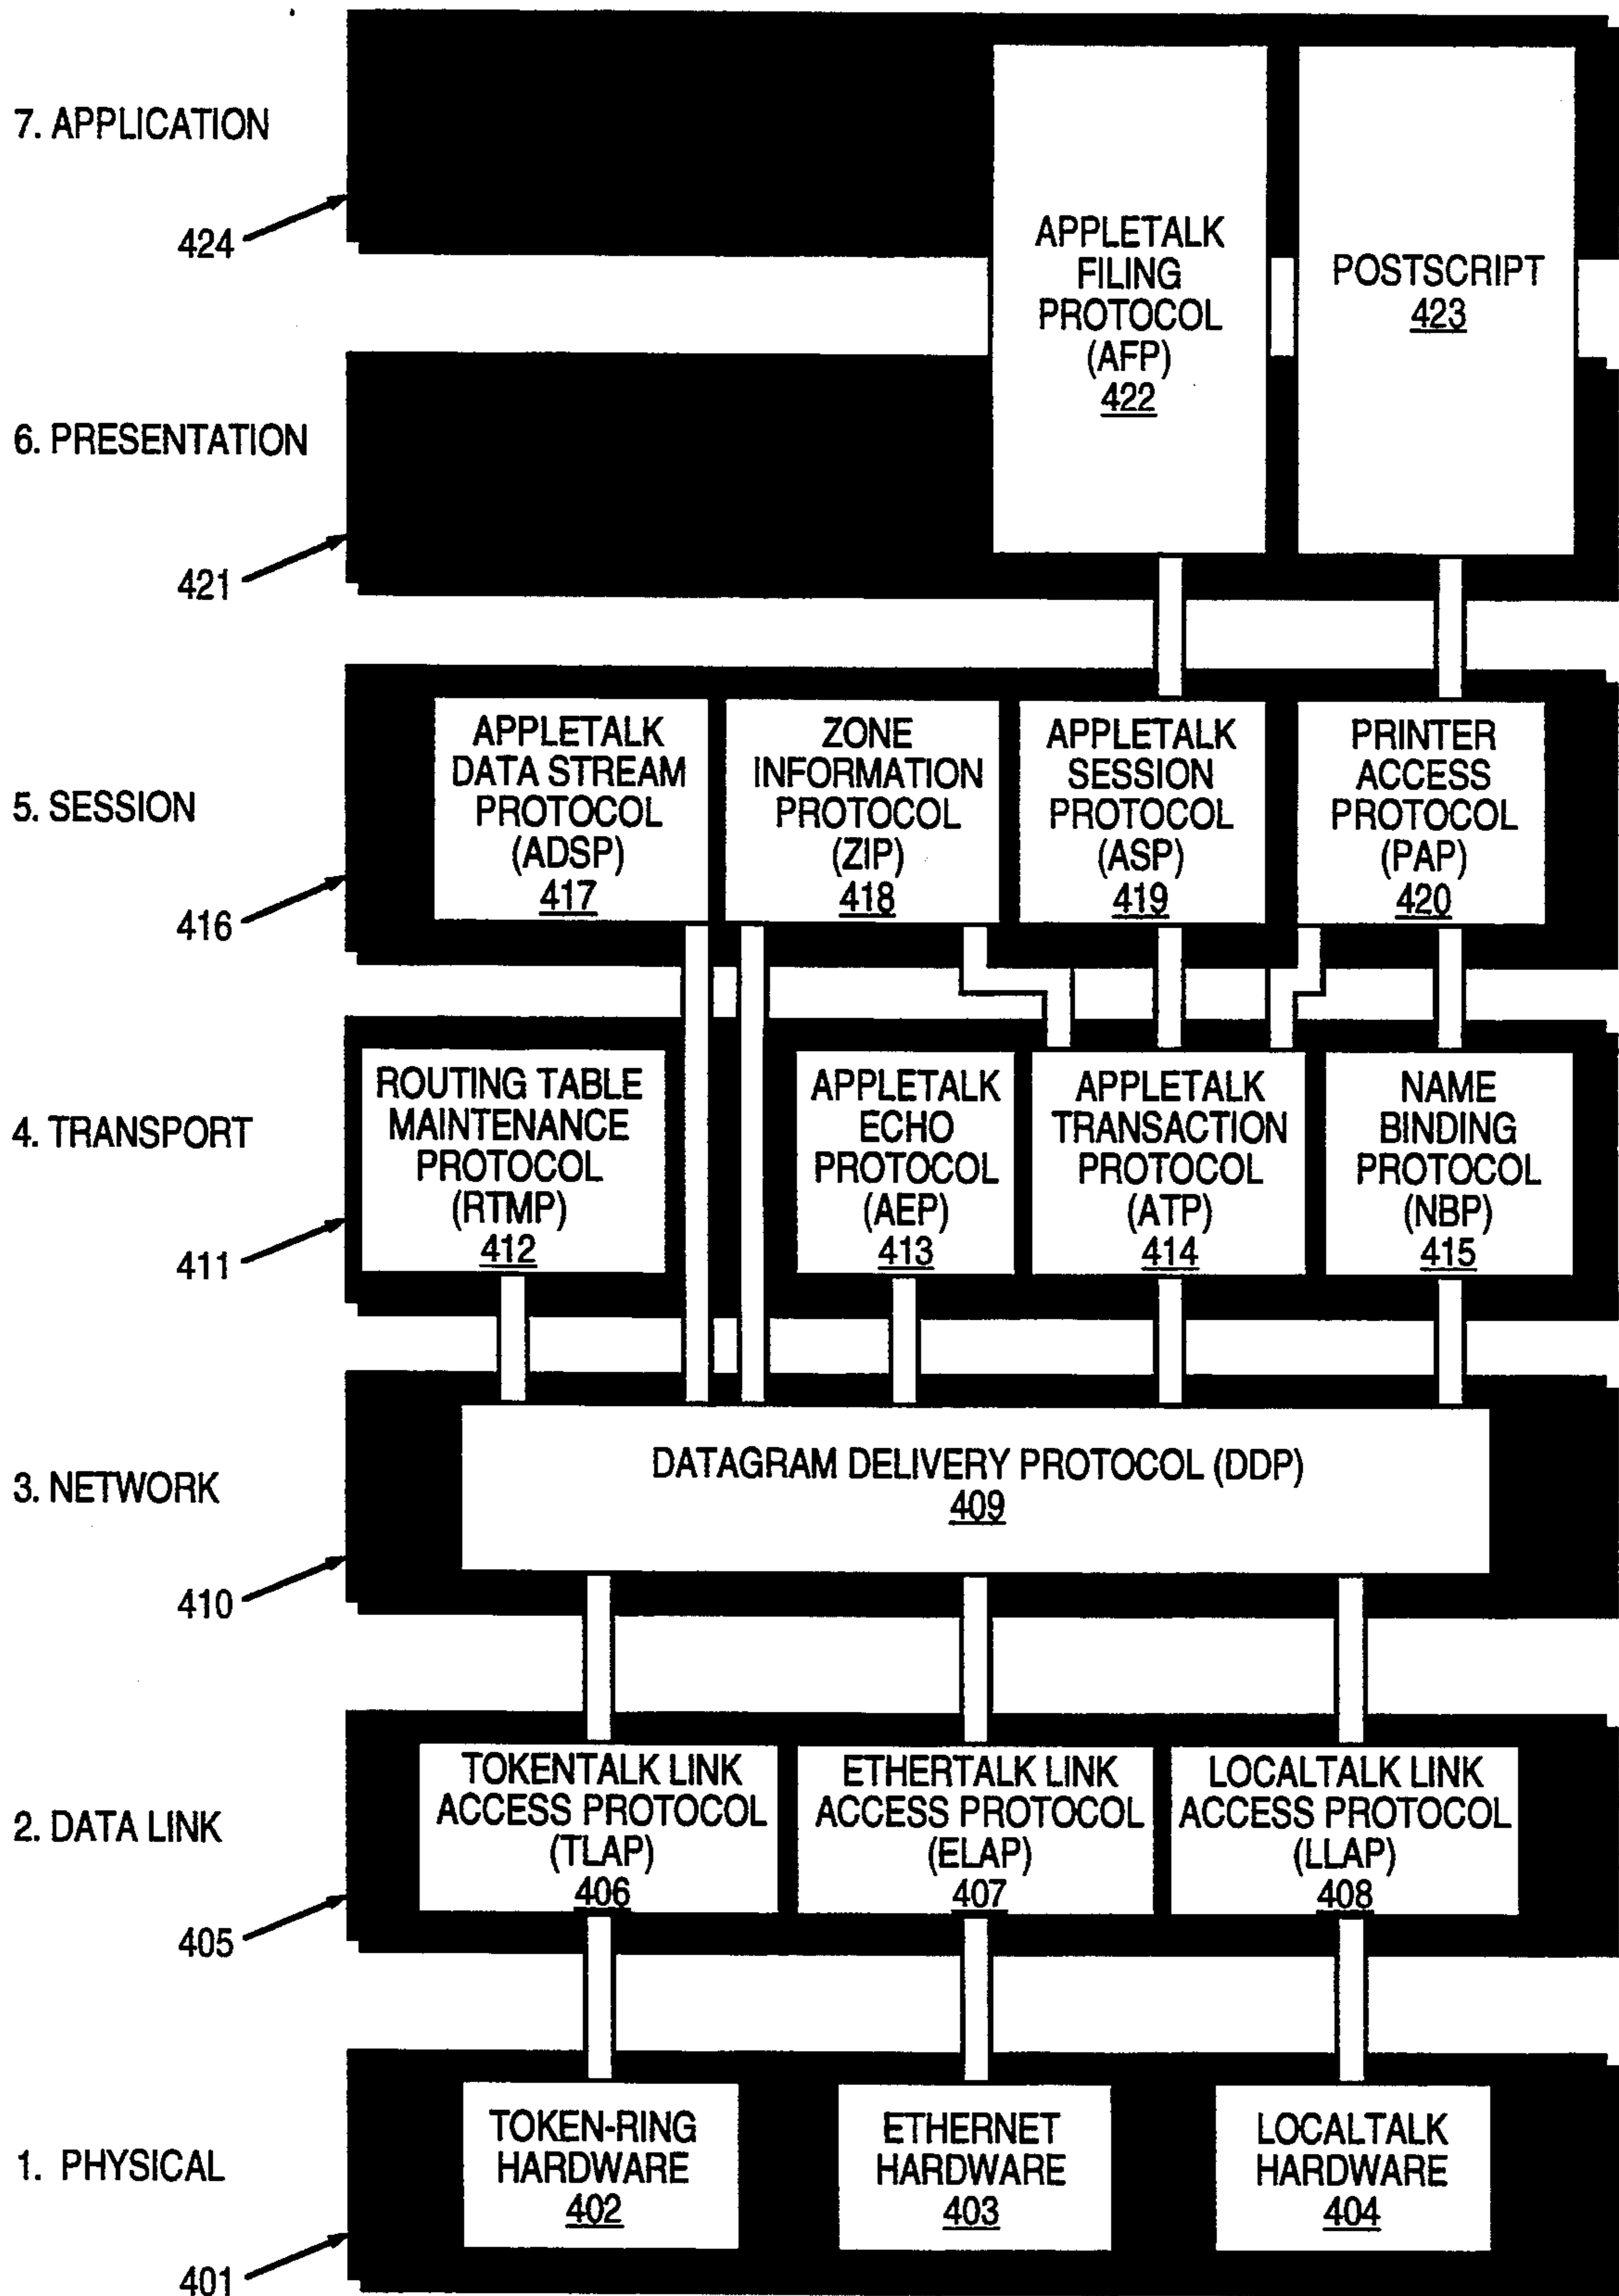 7. APPLICATION
424
APPLETALK
FILING
PROTOCOL
(AFP)
422
POSTSCRIPT
423
6. PRESENTATION
421
5. SESSION
416
APPLETALK
DATA STREAM
PROTOCOL
(ADSP)
417
ZONE
INFORMATION
PROTOCOL
(ZIP)
418
APPLETALK
SESSION
PROTOCOL
(ASP)
419
PRINTER
ACCESS
PROTOCOL
(PAP)
420
4. TRANSPORT
411
ROUTING TABLE
MAINTENANCE
PROTOCOL
(RTMP)
412
APPLETALK
ECHO
PROTOCOL
(AEP)
413
APPLETALK
TRANSACTION
PROTOCOL
(ATP)
414
NAME
BINDING
PROTOCOL
(NBP)
415
3. NETWORK
410
DATAGRAM DELIVERY PROTOCOL (DDP)
409
2. DATA LINK
405
TOKENTALK LINK
ACCESS PROTOCOL
(TLAP)
406
ETHERTALK LINK
ACCESS PROTOCOL
(ELAP)
407
LOCALTALK LINK
ACCESS PROTOCOL
(LLAP)
408
1. PHYSICAL
401
TOKEN-RING
HARDWARE
402
ETHERNET
HARDWARE
403
LOCALTALK
HARDWARE
404